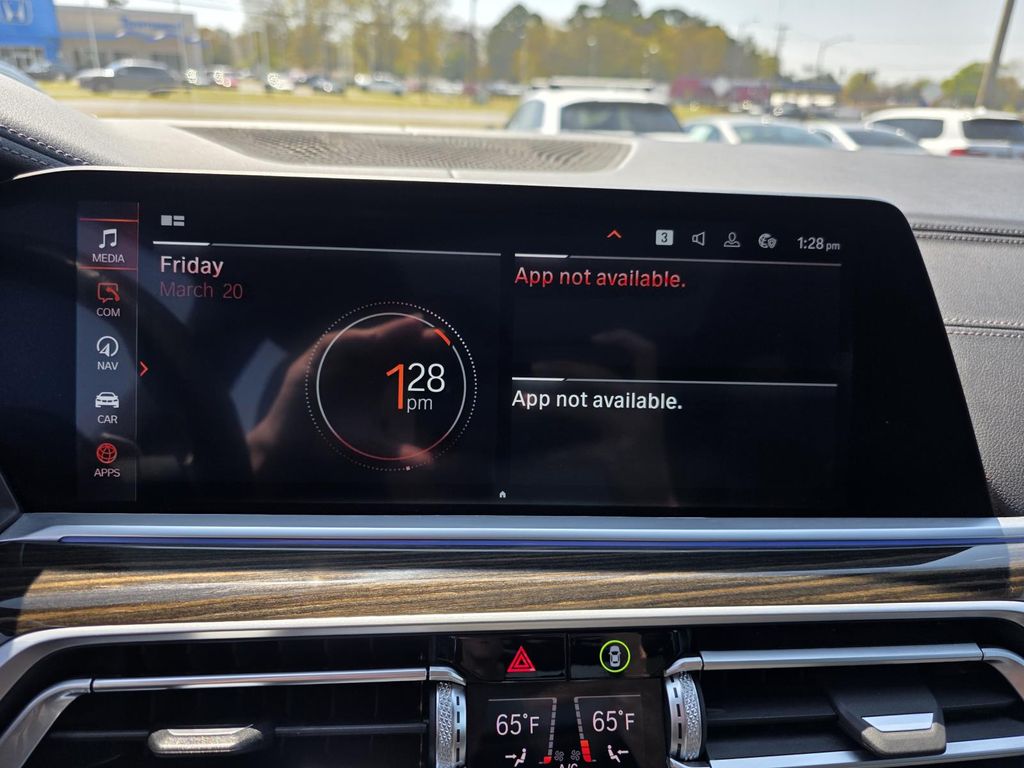 3
1:28 pm
MEDIA
COM
NAV
CAR
APPS
Friday
March 20
128
pm
App not available.
App not available.
65°F
65°F
A/C